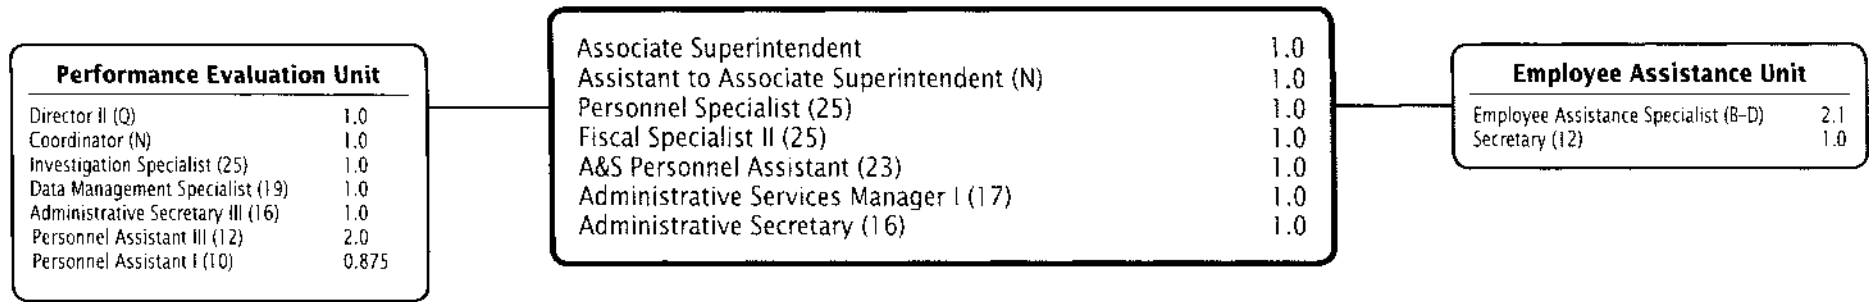 Performance Evaluation Unit
Director II (Q) 1.0
Coordinator (N) 1.0
Investigation Specialist (25) 1.0
Data Management Specialist (19) 1.0
Administrative Secretary III (16) 1.0
Personnel Assistant III (12) 2.0
Personnel Assistant I (10) 0.875
Associate Superintendent 1.0
Assistant to Associate Superintendent (N) 1.0
Personnel Specialist (25) 1.0
Fiscal Specialist II (25) 1.0
A&S Personnel Assistant (23) 1.0
Administrative Services Manager I (17) 1.0
Administrative Secretary (16) 1.0
Employee Assistance Unit
Employee Assistance Specialist (B–D) 2.1
Secretary (12) 1.0